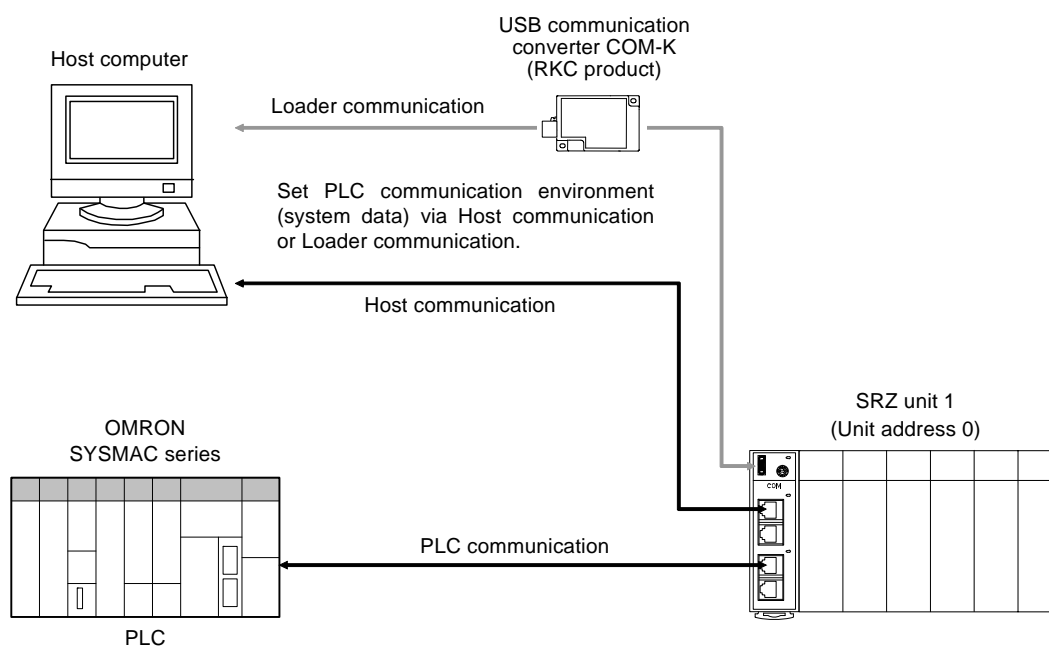 USB communication
converter COM-K
(RKC product)
Host computer
Loader communication
Set PLC communication environment
(system data) via Host communication
or Loader communication.
Host communication
SRZ unit 1
(Unit address 0)
OMRON
SYSMAC series
COM
PLC communication
PLC